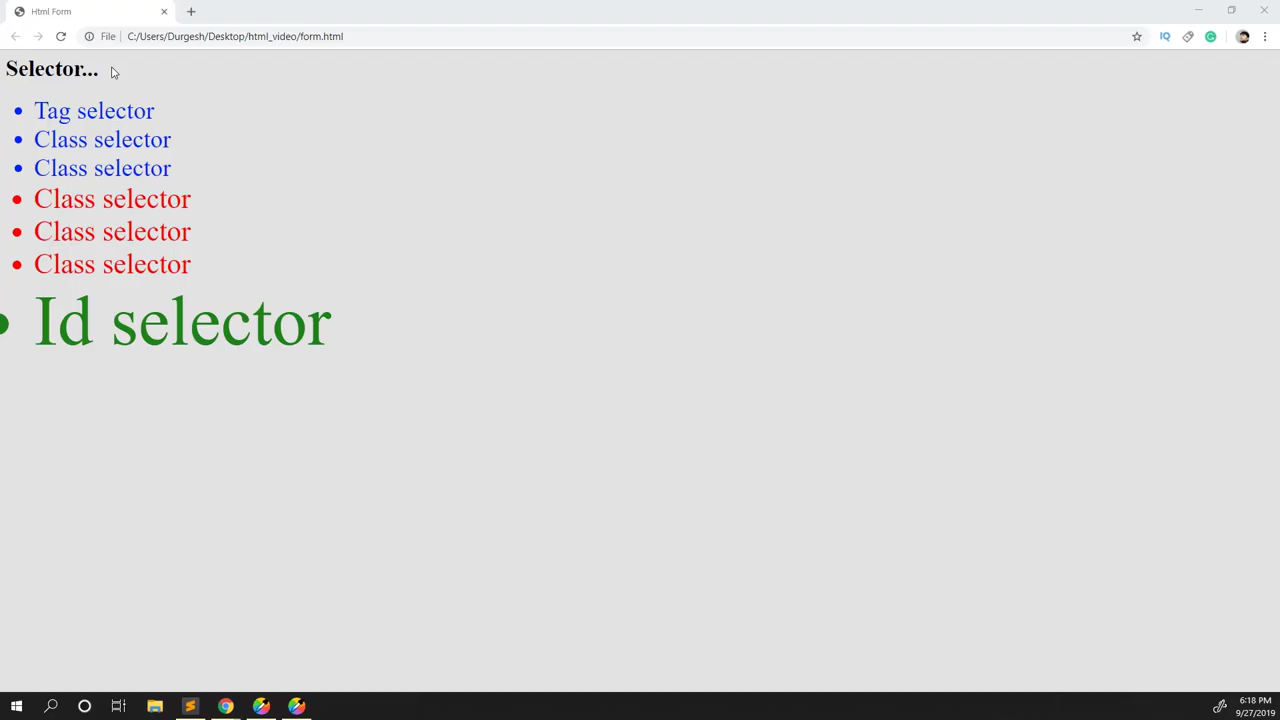 Html Form
File
C:/Users/Durgesh/Desktop/html_video/form.html
IQ
Selector...
Tag selector
Class selector
Class selector
Class selector
Class selector
Class selector
Id selector
6:18 PM
9/27/2019